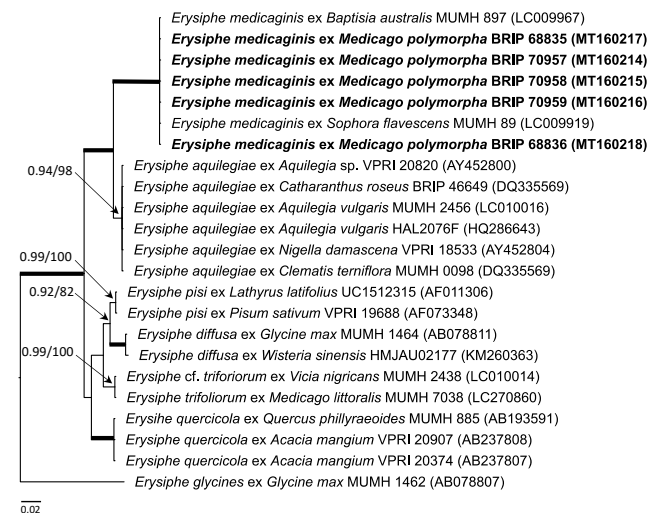 Erysiphe medicaginis ex Baptisia australis MUMH 897 (LC009967)
Erysiphe medicaginis ex Medicago polymorpha BRIP 68835 (MT160217)
Erysiphe medicaginis ex Medicago polymorpha BRIP 70957 (MT160214)
Erysiphe medicaginis ex Medicago polymorpha BRIP 70958 (MT160215)
Erysiphe medicaginis ex Medicago polymorpha BRIP 70959 (MT160216)
Erysiphe medicaginis ex Sophora flavescens MUMH 89 (LC009919)
Erysiphe medicaginis ex Medicago polymorpha BRIP 68836 (MT160218)
0.94/98
Erysiphe aquilegiae ex Aquilegia sp. VPRI 20820 (AY452800)
Erysiphe aquilegiae ex Catharanthus roseus BRIP 46649 (DQ335569)
Erysiphe aquilegiae ex Aquilegia vulgaris MUMH 2456 (LC010016)
Erysiphe aquilegiae ex Aquilegia vulgaris HAL2076F (HQ286643)
Erysiphe aquilegiae ex Nigella damascena VPRI 18533 (AY452804)
0.99/100
Erysiphe aquilegiae ex Clematis terniflora MUMH 0098 (DQ335569)
0.92/82
Erysiphe pisi ex Lathyrus latifolius UC1512315 (AF011306)
Erysiphe pisi ex Pisum sativum VPRI 19688 (AF073348)
Erysiphe diffusa ex Glycine max MUMH 1464 (AB078811)
0.99/100
Erysiphe diffusa ex Wisteria sinensis HMJAU02177 (KM260363)
Erysiphe cf. triforiorum ex Vicia nigricans MUMH 2438 (LC010014)
Erysiphe trifoliorum ex Medicago littoralis MUMH 7038 (LC270860)
Erysihe quercicola ex Quercus phillyraeoides MUMH 885 (AB193591)
Erysiphe quercicola ex Acacia mangium VPRI 20907 (AB237808)
Erysiphe quercicola ex Acacia mangium VPRI 20374 (AB237807)
Erysiphe glycines ex Glycine max MUMH 1462 (AB078807)
0.02